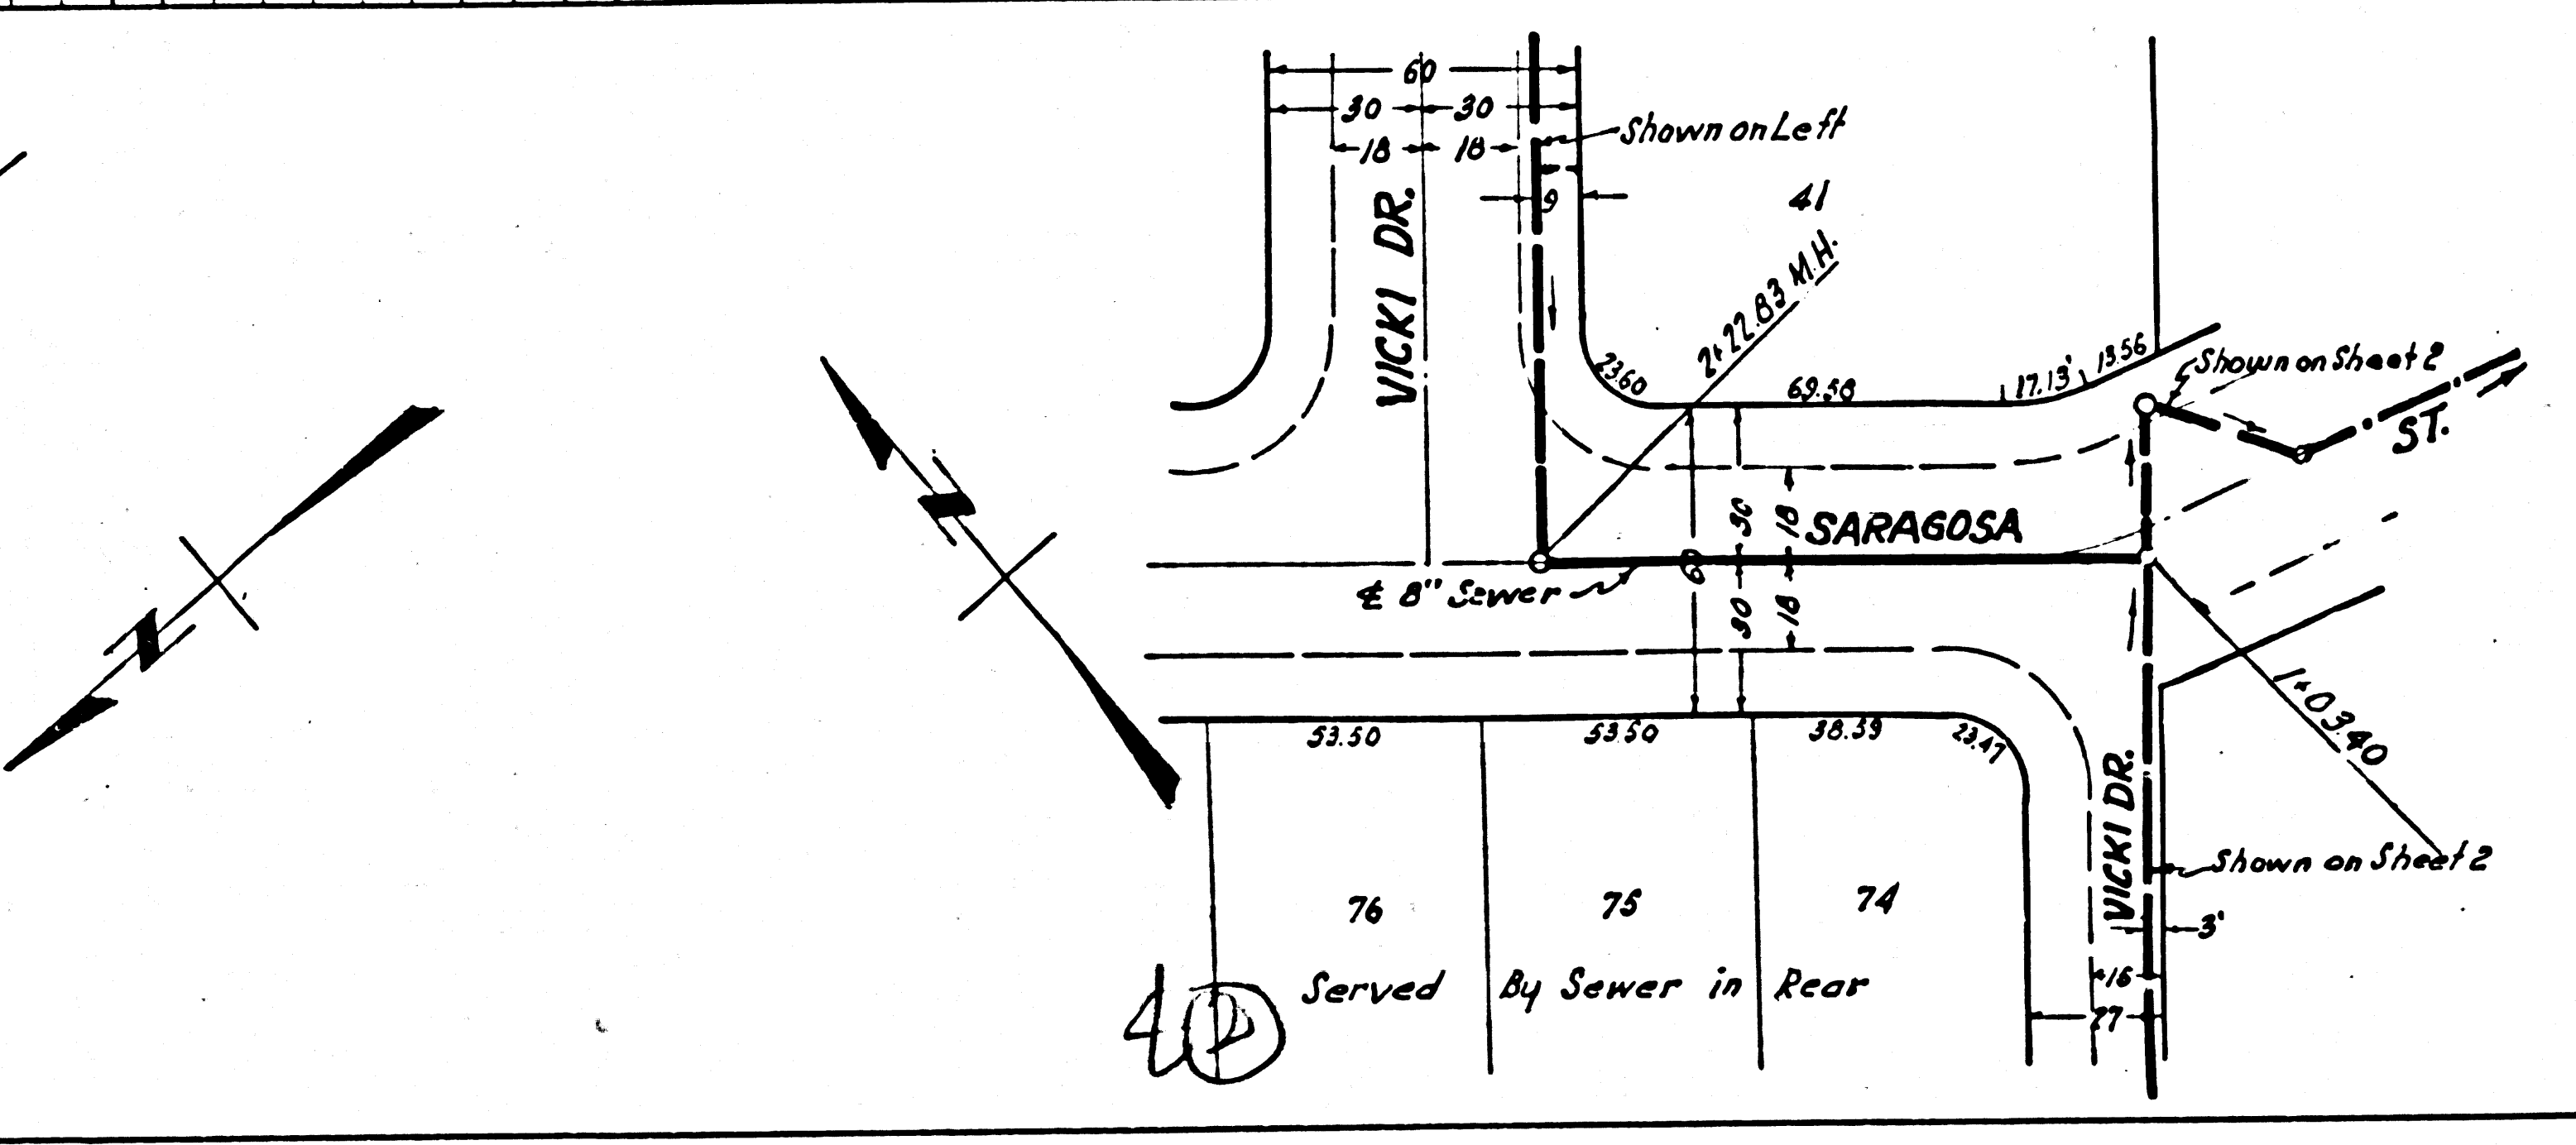 60
30 30
18 18
Shown on Left
9
41
VICKI DR.
2+22.83 M.H.
23.60
69.58
17.13'
13.56
Shown on Sheet 2
ST.
SARAGOSA
30 18
60
30 18
℄ 8" Sewer
1+03.40
53.50
53.50
38.59
23.47
VICKI DR.
Shown on Sheet 2
76
75
74
3'
Served By Sewer in Rear
16
27
N
N